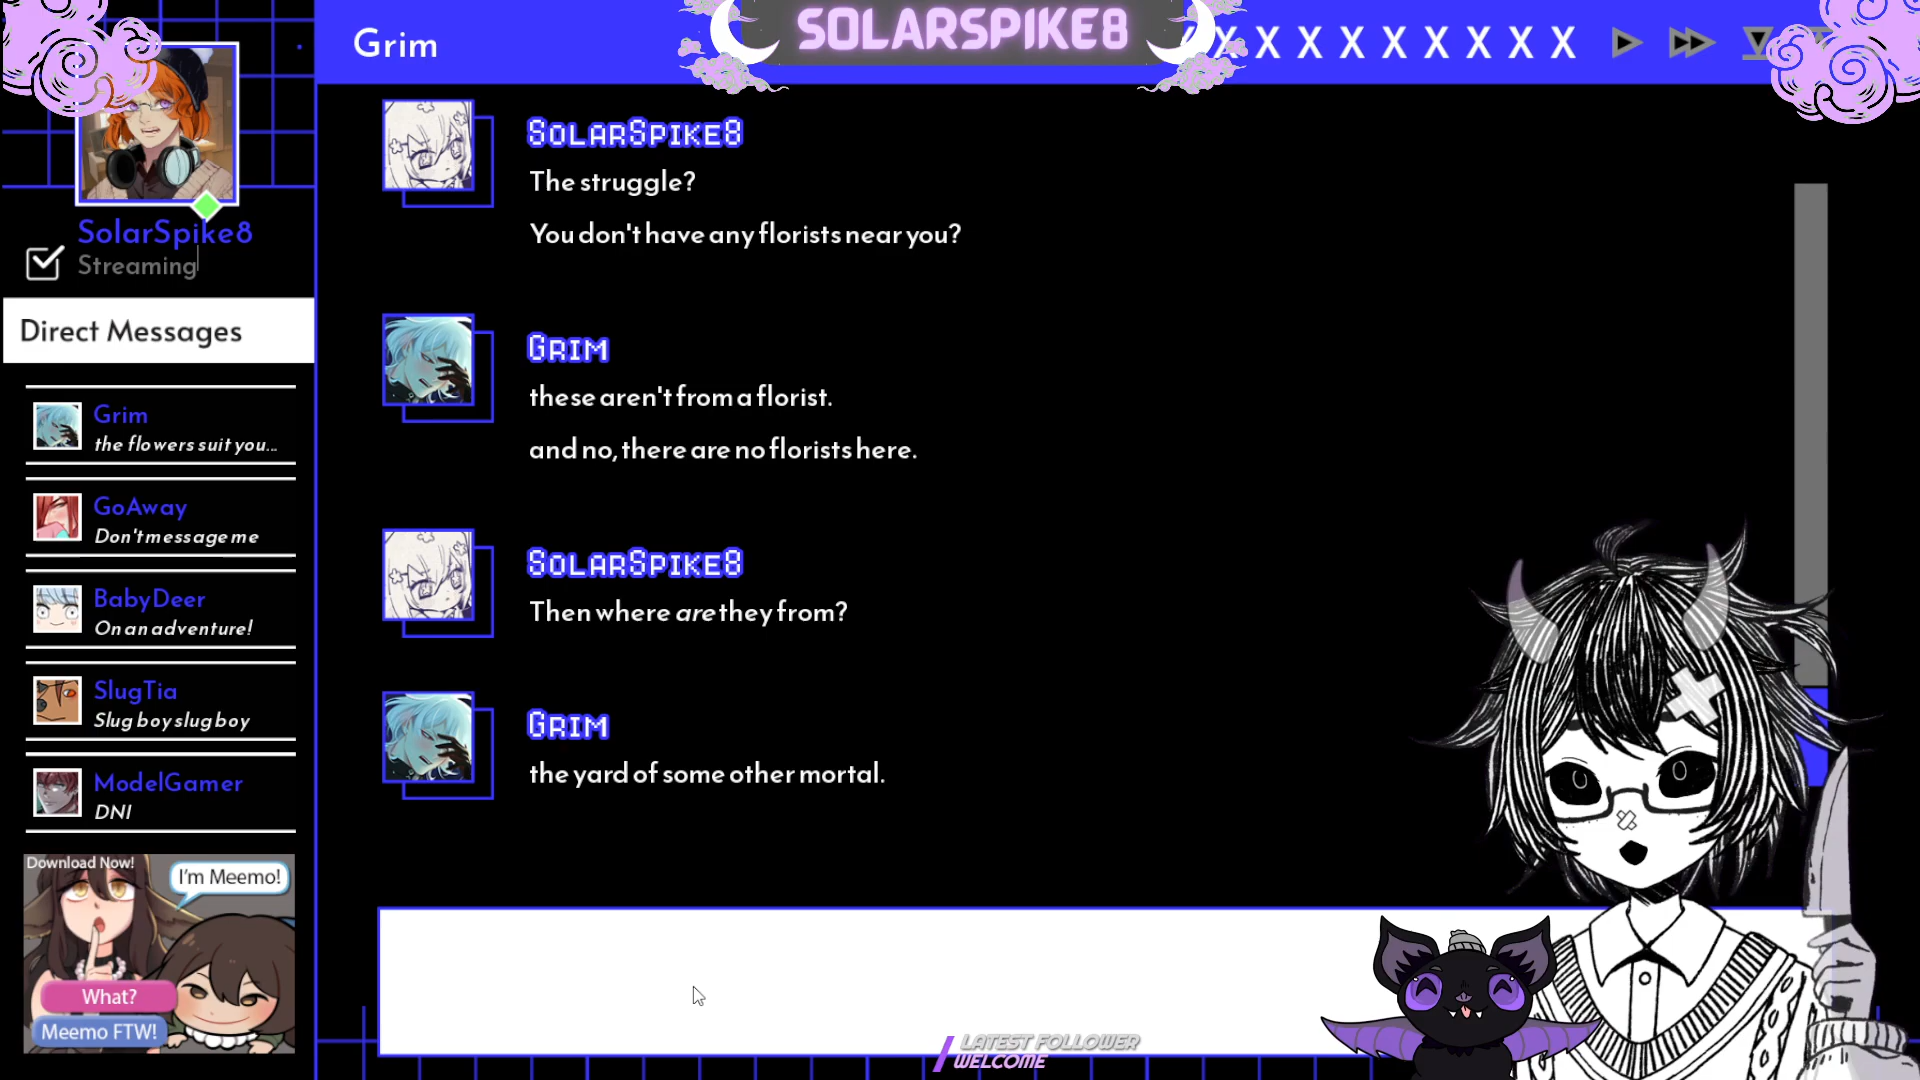 SOLARSPIKE8
Grim
X X X X X X X X X
SolarSpike8
Streaming
Direct Messages
Grim
the flowers suit you...
GoAway
Don't message me
BabyDeer
On an adventure!
SlugTia
Slug boy slug boy
ModelGamer
DNI
Download Now!
I'm Meemo!
What?
Meemo FTW!
SolarSpike8
The struggle?
You don't have any florists near you?
Grim
these aren't from a florist.
and no, there are no florists here.
SolarSpike8
Then where are they from?
Grim
the yard of some other mortal.
LATEST FOLLOWER
WELCOME